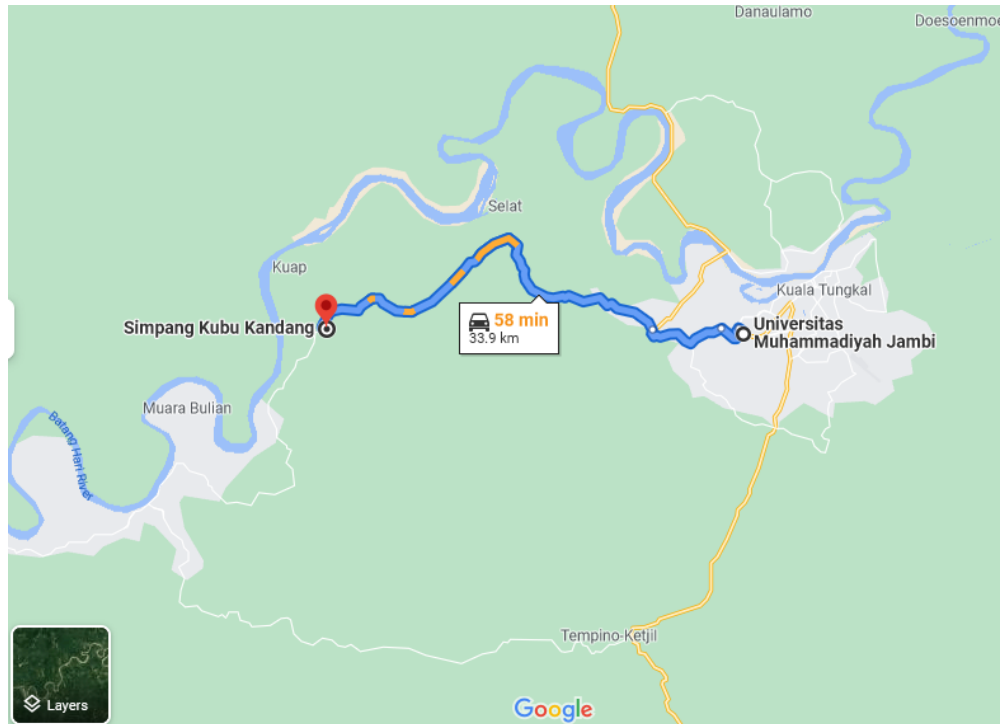 Danaulamo
Doesoenmoe
Selat
Kuap
Kuala Tungkal
Simpang Kubu Kandang
58 min
33.9 km
Universitas
Muhammadiyah Jambi
Muara Bulian
Batang Hari River
Tempino-Ketjil
Layers
Google